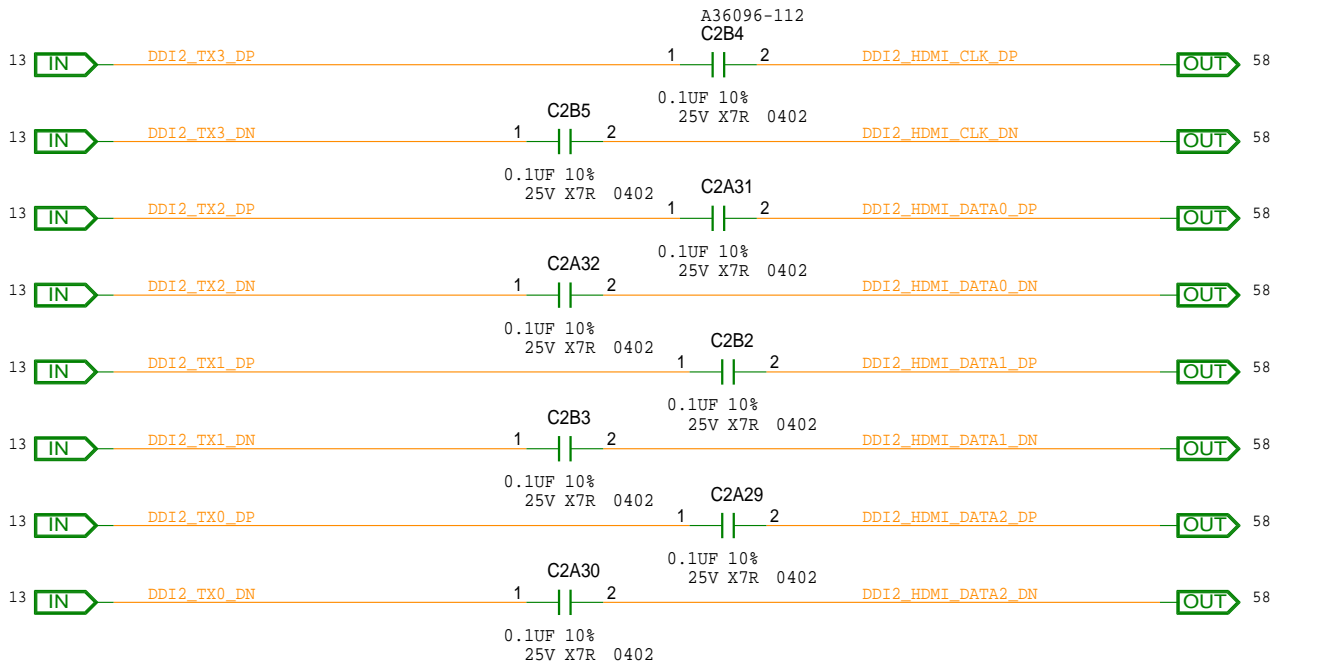 A36096-112
C2B4
13 IN DDI2_TX3_DP 1 2 DDI2_HDMI_CLK_DP OUT 58
0.1UF 10%
25V X7R 0402
C2B5
13 IN DDI2_TX3_DN 1 2 DDI2_HDMI_CLK_DN OUT 58
0.1UF 10%
25V X7R 0402
C2A31
13 IN DDI2_TX2_DP 1 2 DDI2_HDMI_DATA0_DP OUT 58
0.1UF 10%
25V X7R 0402
C2A32
13 IN DDI2_TX2_DN 1 2 DDI2_HDMI_DATA0_DN OUT 58
0.1UF 10%
25V X7R 0402
C2B2
13 IN DDI2_TX1_DP 1 2 DDI2_HDMI_DATA1_DP OUT 58
0.1UF 10%
25V X7R 0402
C2B3
13 IN DDI2_TX1_DN 1 2 DDI2_HDMI_DATA1_DN OUT 58
0.1UF 10%
25V X7R 0402
C2A29
13 IN DDI2_TX0_DP 1 2 DDI2_HDMI_DATA2_DP OUT 58
0.1UF 10%
25V X7R 0402
C2A30
13 IN DDI2_TX0_DN 1 2 DDI2_HDMI_DATA2_DN OUT 58
0.1UF 10%
25V X7R 0402